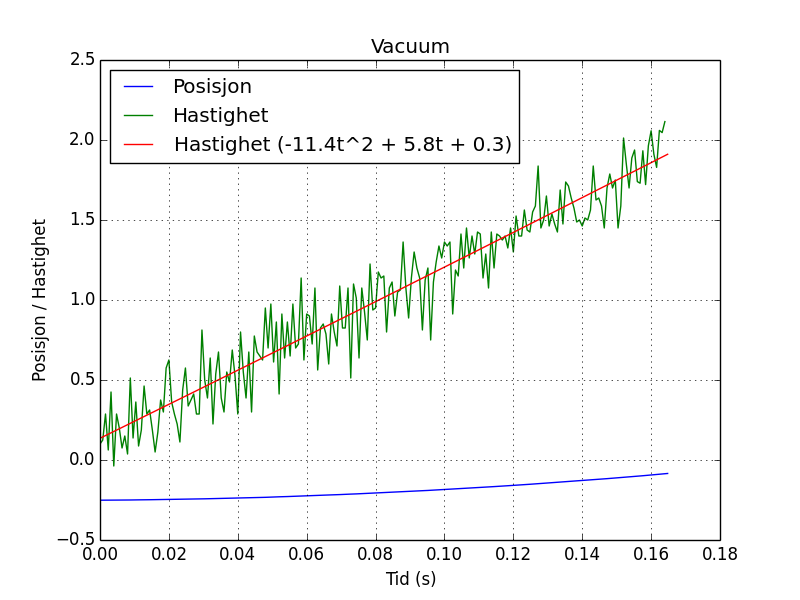 Vacuum
Posisjon
Hastighet
Hastighet (-11.4t^2 + 5.8t + 0.3)
2.5
2.0
1.5
1.0
0.5
0.0
−0.5
Posisjon / Hastighet
0.00 0.02 0.04 0.06 0.08 0.10 0.12 0.14 0.16 0.18
Tid (s)